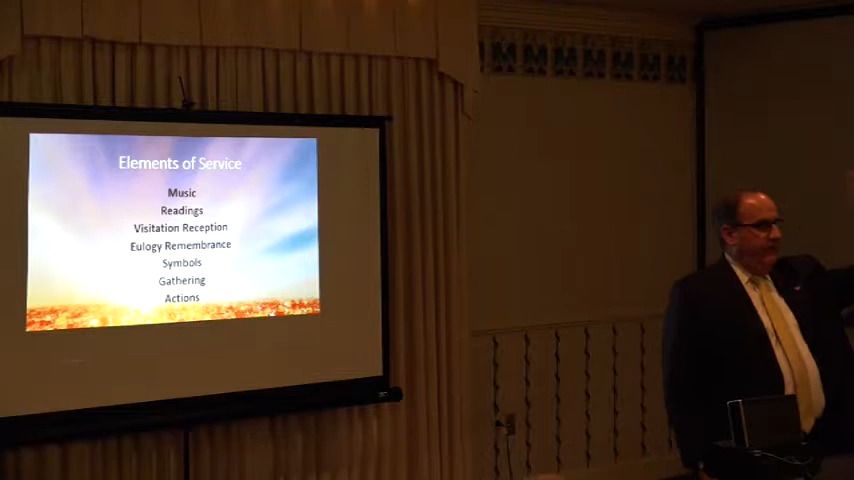 Elements of Service
Music
Readings
Visitation Reception
Eulogy Remembrance
Symbols
Gathering
Actions